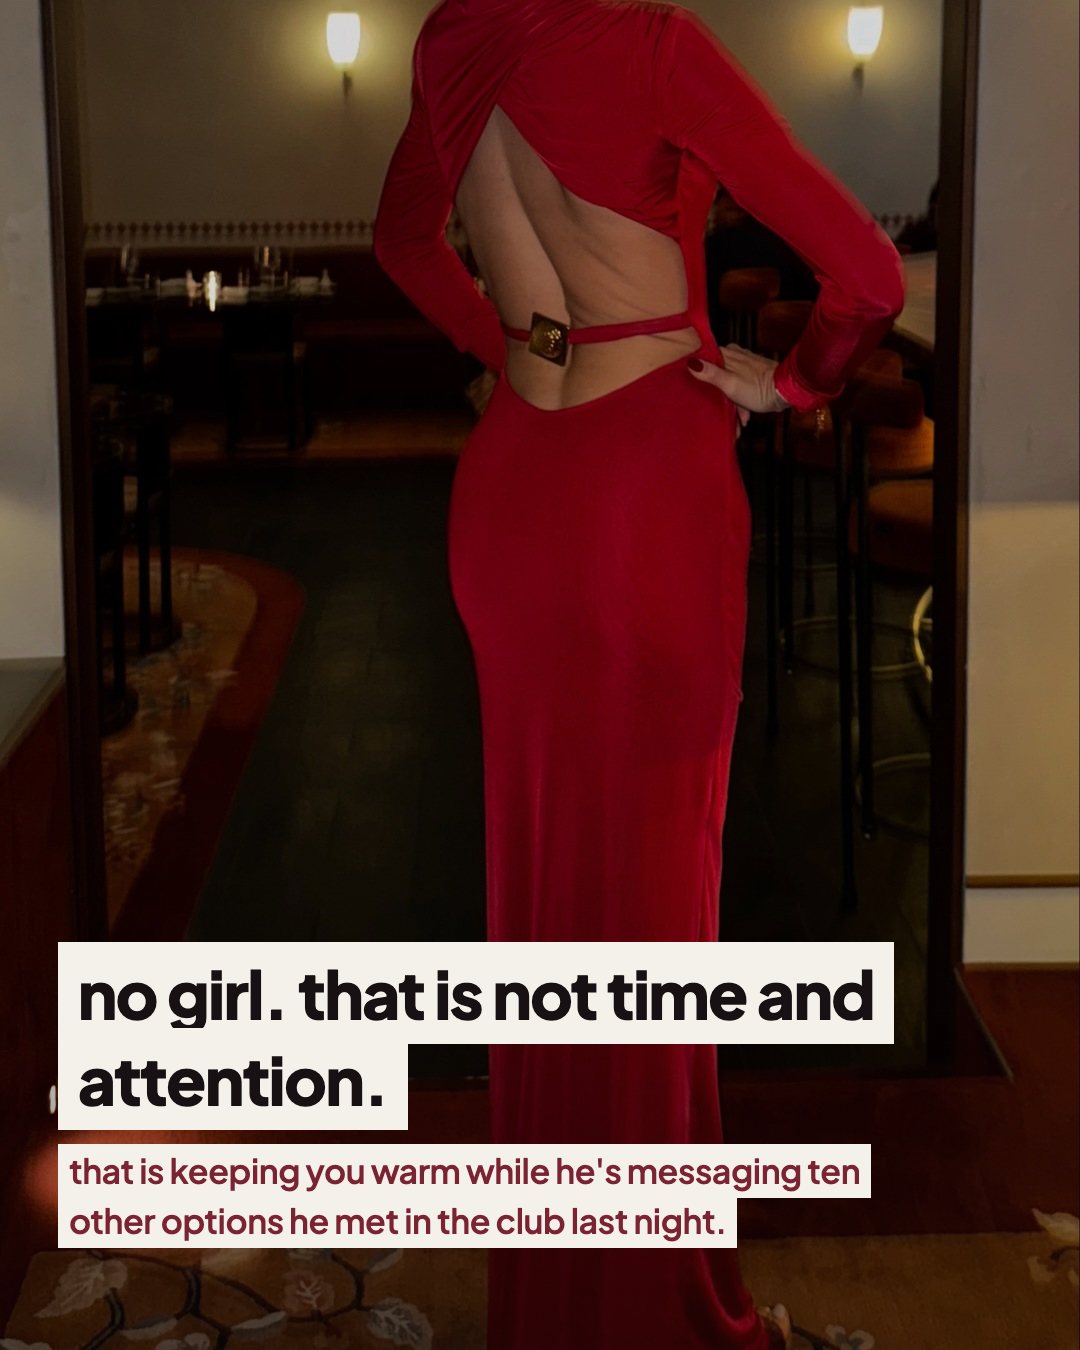 no girl. that is not time and
attention.
that is keeping you warm while he's messaging ten
other options he met in the club last night.